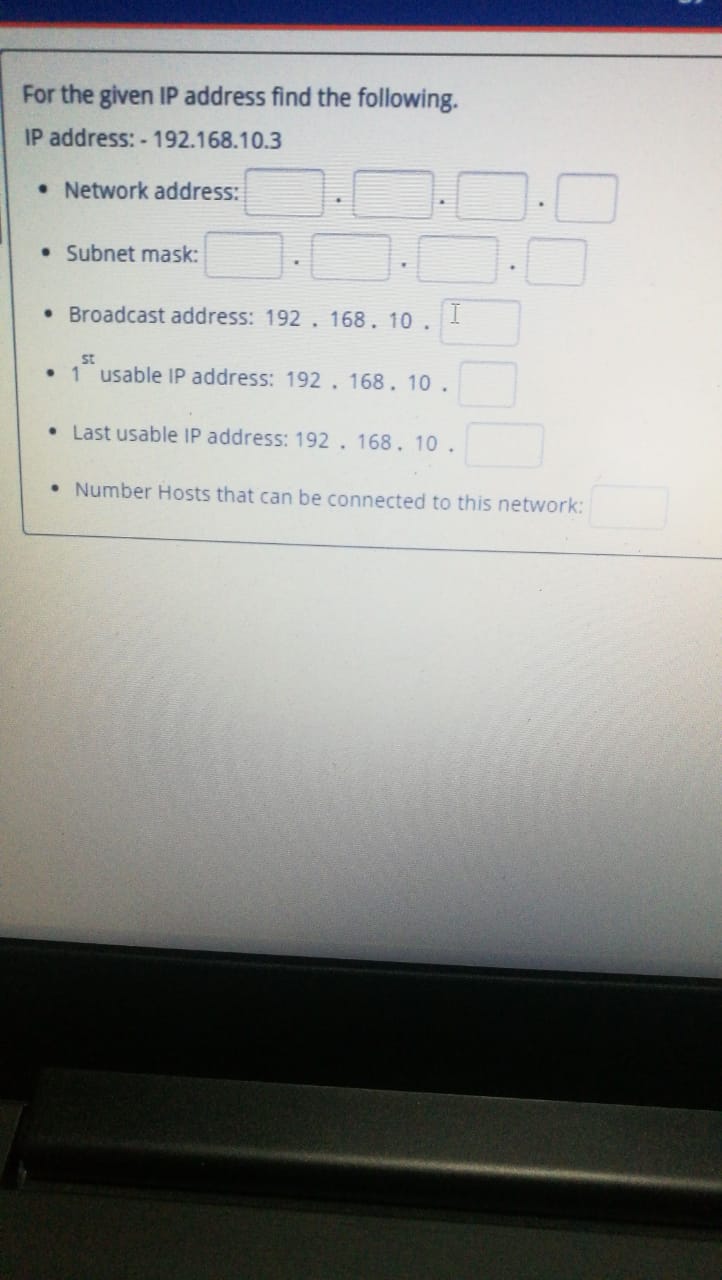 For the given IP address find the following.
IP address: - 192.168.10.3
• Network address: . . .
• Subnet mask: . . .
• Broadcast address: 192 . 168 . 10 .
• 1st usable IP address: 192 . 168 . 10 .
• Last usable IP address: 192 . 168 . 10 .
• Number Hosts that can be connected to this network: